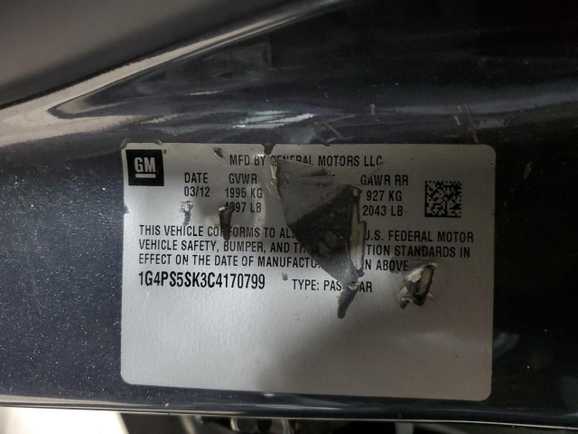 GM
MFD BY GENERAL MOTORS LLC
DATE GVWR GAWR RR
03/12 1995 KG 927 KG
LB 2043 LB
THIS VEHICLE CONFORMS TO U.S. FEDERAL MOTOR
VEHICLE SAFETY, BUMPER, AND STANDARDS IN
EFFECT ON THE DATE OF ABOVE.
1G4PS5SK3C4170799 TYPE: